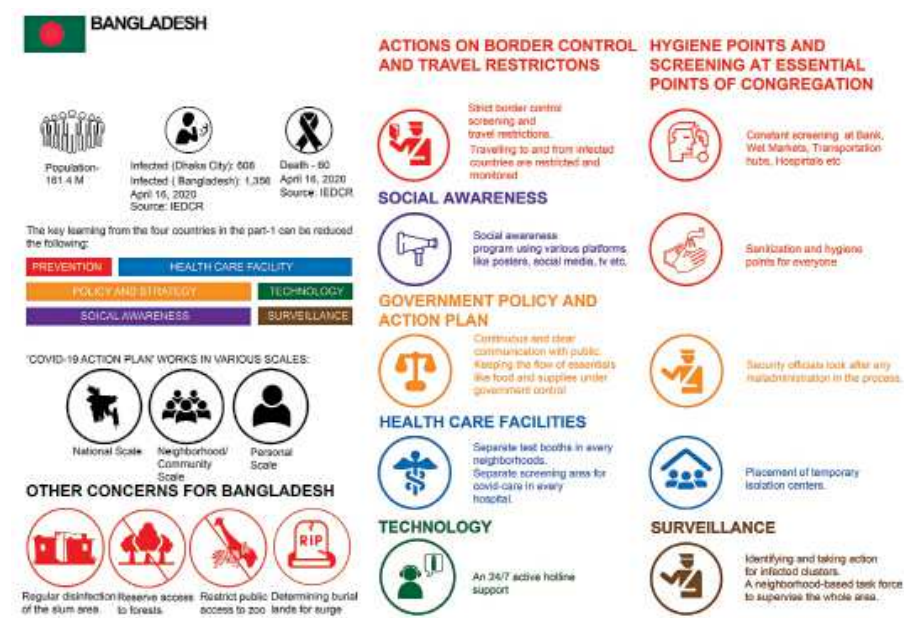 BANGLADESH
Population-
161.4 M
Infected (Dhaka City): 608
Infected ( Bangladesh): 1,356
April 16, 2020
Source: IEDCR
Death - 60
April 16, 2020
Source: IEDCR
The key learning from the four countries in the part-1 can be reduced
the following:
PREVENTION
HEALTH CARE FACILITY
POLICY AND STRATEGY
TECHNOLOGY
SOICAL AWARENESS
SURVEILLANCE
'COVID-19 ACTION PLAN' WORKS IN VARIOUS SCALES:
National Scale
Neighborhood/
Community
Scale
Personal
Scale
OTHER CONCERNS FOR BANGLADESH
RIP
Regular disinfection
of the slum area.
Reserve access
to forests.
Restrict public
access to zoo
Determining burial
lands for surge
ACTIONS ON BORDER CONTROL
AND TRAVEL RESTRICTONS
Strict border control
screening and
travel restrictions.
Travelling to and from infected
countries are restricted and
monitored
SOCIAL AWARENESS
Social awareness
program using various platforms
like posters, social media, tv etc.
GOVERNMENT POLICY AND
ACTION PLAN
Continuous and clear
communication with public.
Keeping the flow of essentials
like food and supplies under
government control
HEALTH CARE FACILITIES
Separate test booths in every
neighborhoods.
Separate screening area for
covid-care in every
hospital.
TECHNOLOGY
An 24/7 active hotline
support
HYGIENE POINTS AND
SCREENING AT ESSENTIAL
POINTS OF CONGREGATION
Constant screening at Bank,
Wet Markets, Transportation
hubs, Hospitals etc
Sanitization and hygiene
points for everyone
Security officials look after any
maladministration in the process.
Placement of temporary
isolation centers.
SURVEILLANCE
Identifying and taking action
for infected clusters.
A neighborhood-based task force
to supervise the whole area.